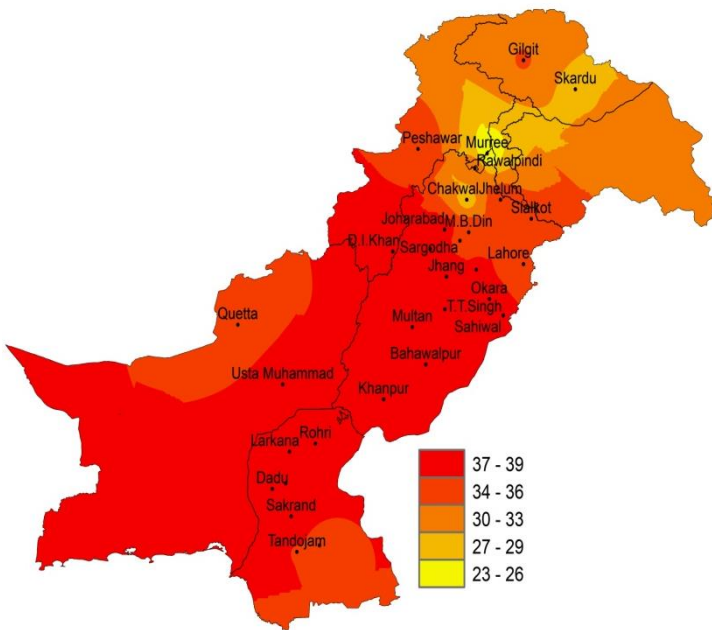 Gilgit
Skardu
Peshawar
Murree
Rawalpindi
Chakwal
Jhelum
Sialkot
Joharabad
M.B.Din
D.I.Khan
Sargodha
Lahore
Jhang
Okara
T.T.Singh
Quetta
Multan
Sahiwal
Bahawalpur
Usta Muhammad
Khanpur
Rohri
Larkana
37 - 39
34 - 36
Dadu
30 - 33
Sakrand
27 - 29
Tandojam
23 - 26